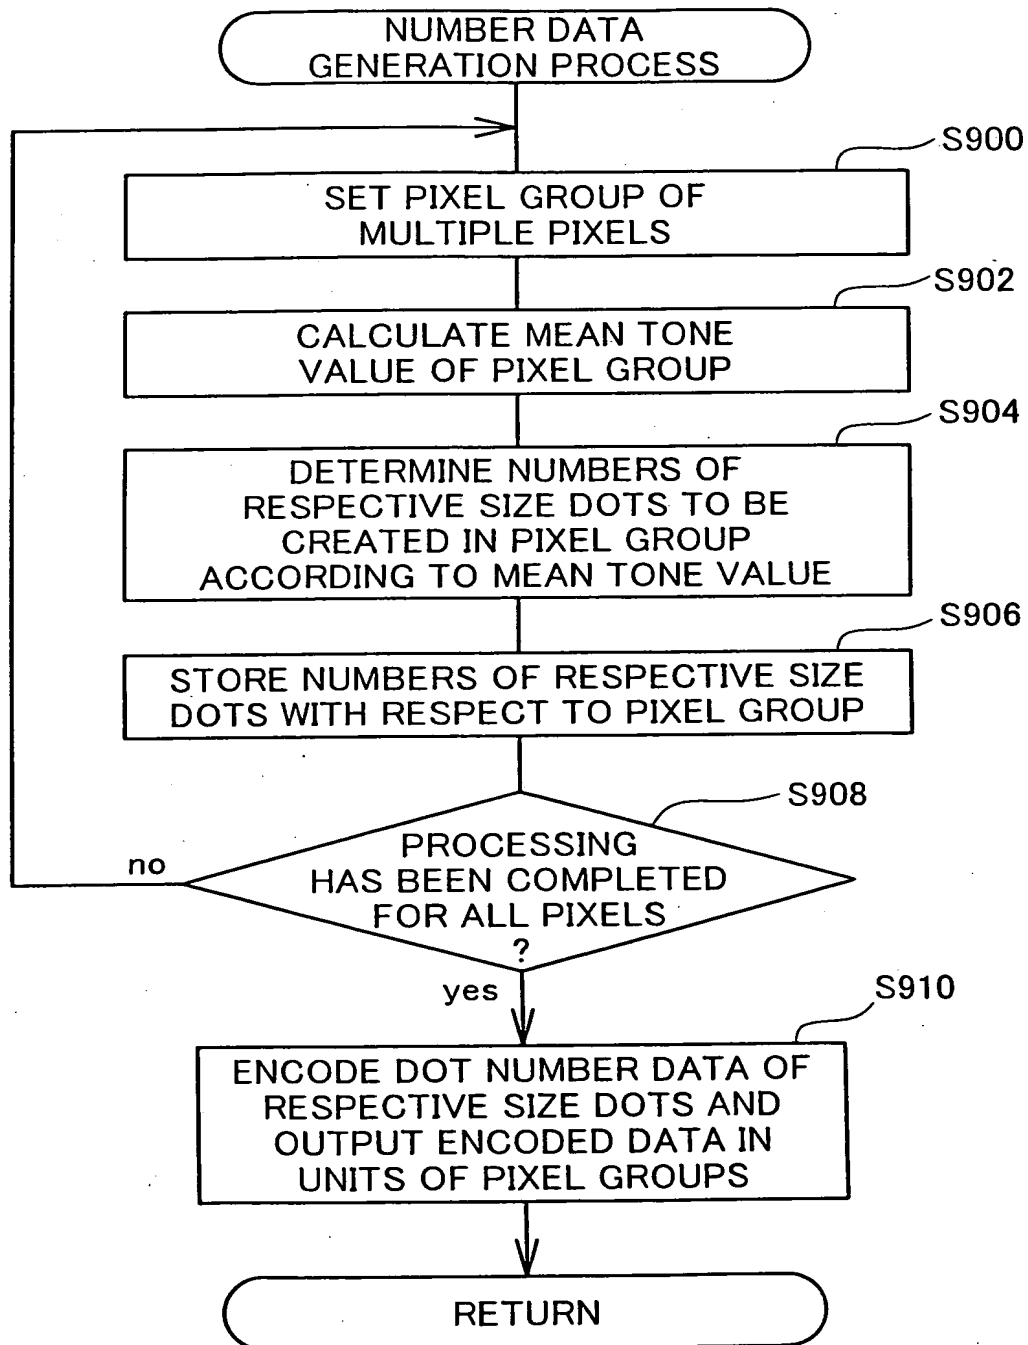 NUMBER DATA
GENERATION PROCESS
S900
SET PIXEL GROUP OF
MULTIPLE PIXELS
S902
CALCULATE MEAN TONE
VALUE OF PIXEL GROUP
S904
DETERMINE NUMBERS OF
RESPECTIVE SIZE DOTS TO BE
CREATED IN PIXEL GROUP
ACCORDING TO MEAN TONE VALUE
S906
STORE NUMBERS OF RESPECTIVE SIZE
DOTS WITH RESPECT TO PIXEL GROUP
S908
PROCESSING
HAS BEEN COMPLETED
FOR ALL PIXELS
?
no
yes
S910
ENCODE DOT NUMBER DATA OF
RESPECTIVE SIZE DOTS AND
OUTPUT ENCODED DATA IN
UNITS OF PIXEL GROUPS
RETURN